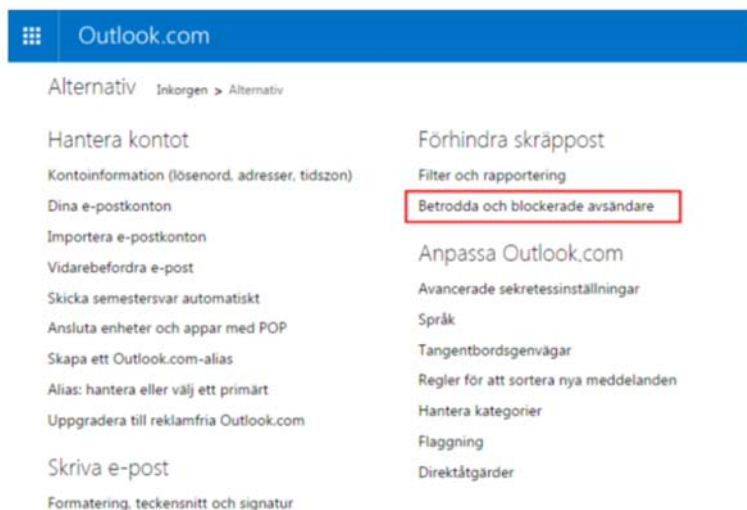 Outlook.com
Alternativ Inkorgen > Alternativ
Hantera kontot
Kontoinformation (lösenord, adresser, tidszon)
Dina e-postkonton
Importera e-postkonton
Vidarebefordra e-post
Skicka semestersvar automatiskt
Ansluta enheter och appar med POP
Skapa ett Outlook.com-alias
Alias: hantera eller välj ett primärt
Uppgradera till reklamfria Outlook.com
Skriva e-post
Formatering, teckensnitt och signatur
Förhindra skräppost
Filter och rapportering
Betrodda och blockerade avsändare
Anpassa Outlook.com
Avancerade sekretessinställningar
Språk
Tangentbordsgenvägar
Regler för att sortera nya meddelanden
Hantera kategorier
Flaggning
Direktåtgärder